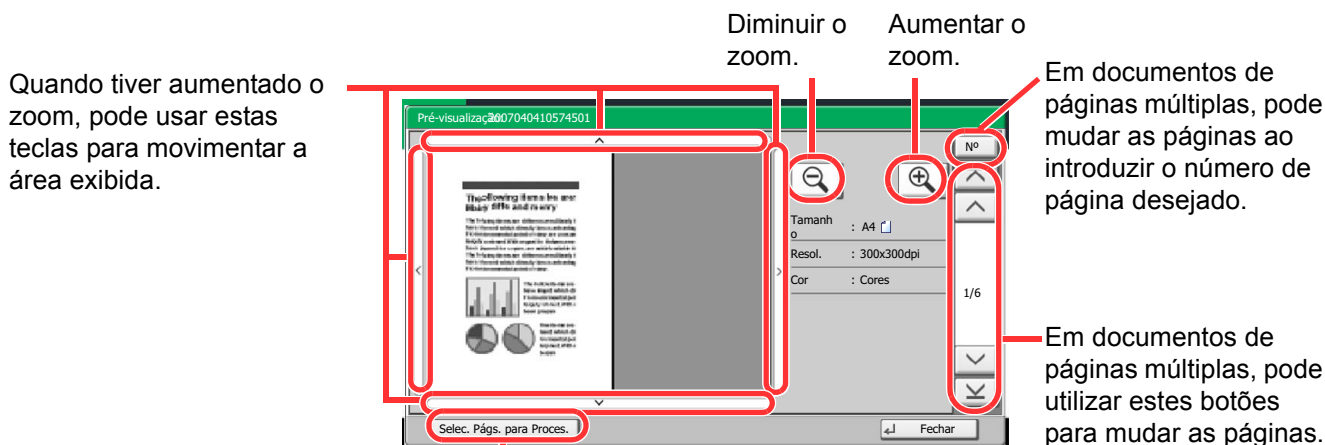 Diminuir o
zoom.
Aumentar o
zoom.
Quando tiver aumentado o
zoom, pode usar estas
teclas para movimentar a
área exibida.
Em documentos de
páginas múltiplas, pode
mudar as páginas ao
introduzir o número de
página desejado.
Pré-visualização: 2007040410574501
Nº
Tamanh
o : A4
Resol. : 300x300dpi
Cor : Cores
1/6
Em documentos de
páginas múltiplas, pode
utilizar estes botões
para mudar as páginas.
Selec. Págs. para Proces.
Fechar